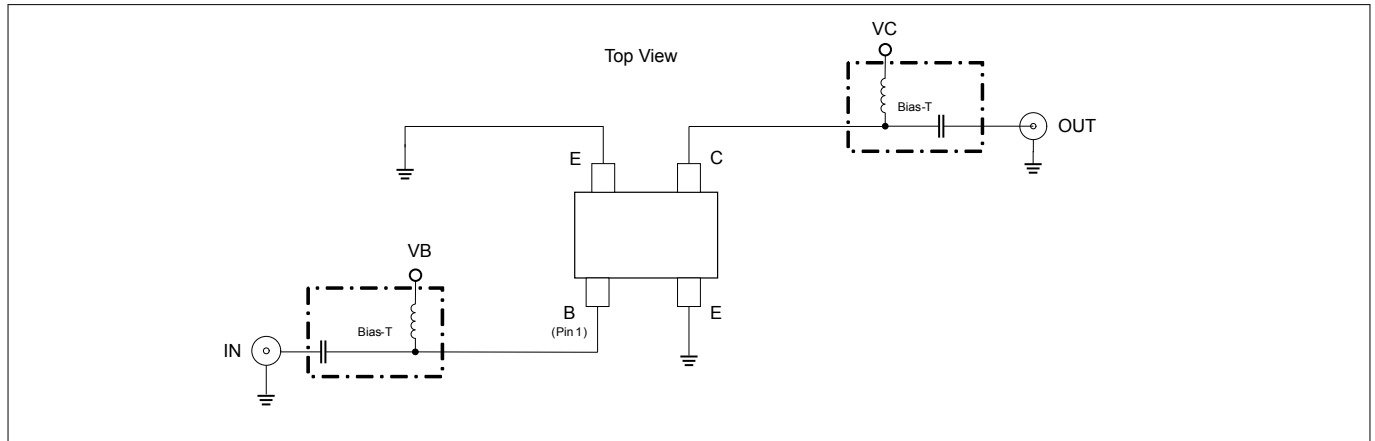 Top View
VC
Bias-T
OUT
E
C
VB
Bias-T
IN
B
(Pin 1)
E